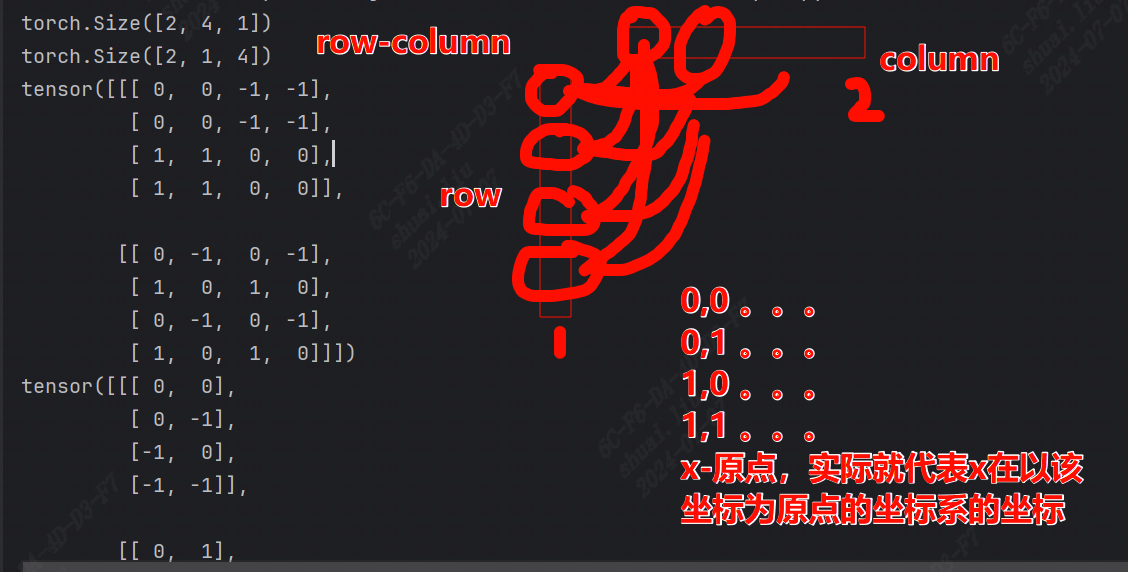 torch.Size([2, 4, 1])
torch.Size([2, 1, 4])
tensor([[[ 0, 0, -1, -1],
[ 0, 0, -1, -1],
[ 1, 1, 0, 0],
[ 1, 1, 0, 0]],
[[ 0, -1, 0, -1],
[ 1, 0, 1, 0],
[ 0, -1, 0, -1],
[ 1, 0, 1, 0]]])
tensor([[[ 0, 0],
[ 0, -1],
[-1, 0],
[-1, -1]],
[[ 0, 1],
row-column
column
2
row
1
0,0 。。。
0,1 。。。
1,0 。。。
1,1 。。。
x-原点，实际就代表x在以该
坐标为原点的坐标系的坐标